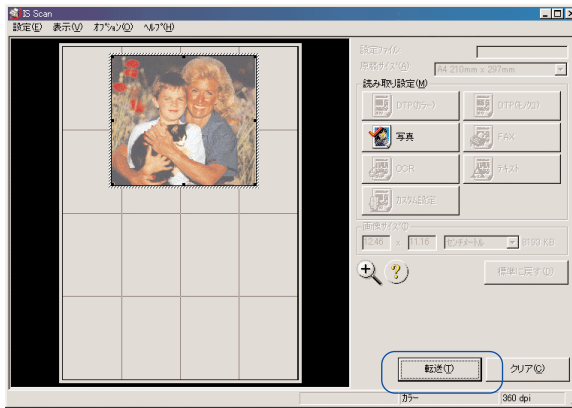 IS Scan
設定(E) 表示(V) ｵﾌﾟｼｮﾝ(O) ﾍﾙﾌﾟ(H)
設定ﾌｧｲﾙ
原稿ｻｲｽﾞ(A): A4 210mm x 297mm
読み取り設定(M)
DTP(ｶﾗｰ) DTP(ﾓﾉｸﾛ)
写真 FAX
OCR ﾃｷｽﾄ
ｶｽﾀﾑ設定
画像ｻｲｽﾞ(I)
12.46 x 11.16 ｾﾝﾁﾒｰﾄﾙ 8193 KB
標準に戻す(D)
転送(T) クリア(C)
ｶﾗｰ 360 dpi